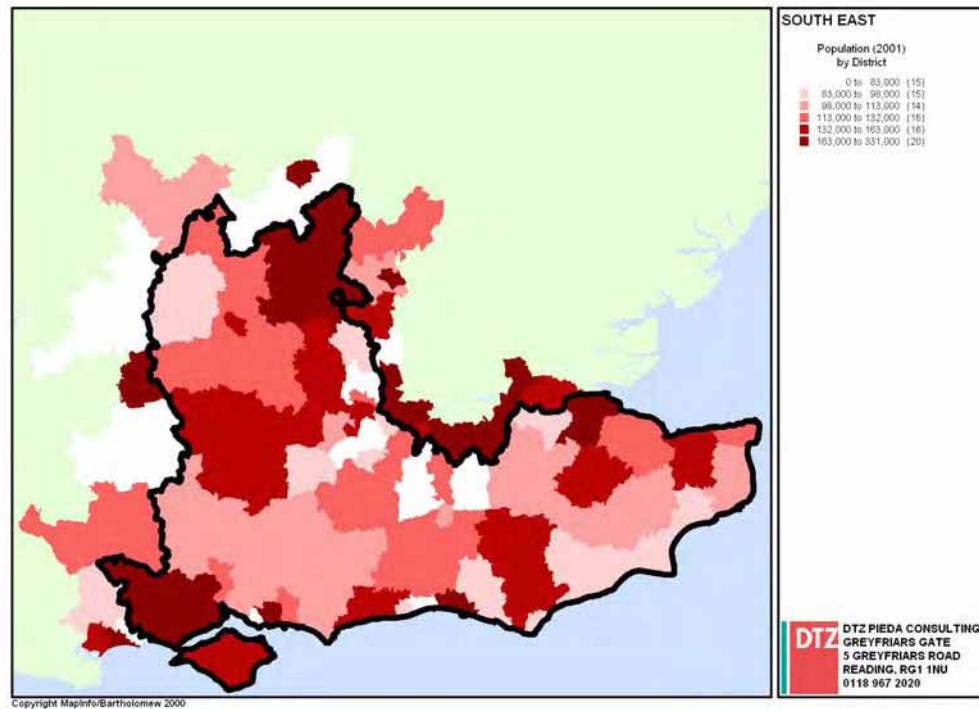 SOUTH EAST
Population (2001)
by District
0 to 83,000 (15)
83,000 to 98,000 (15)
98,000 to 113,000 (14)
113,000 to 132,000 (16)
132,000 to 163,000 (16)
163,000 to 331,000 (20)
DTZ
DTZ PIEDA CONSULTING
GREYFRIARS GATE
5 GREYFRIARS ROAD
READING, RG1 1NU
0118 967 2020
Copyright MapInfo/Bartholomew 2000